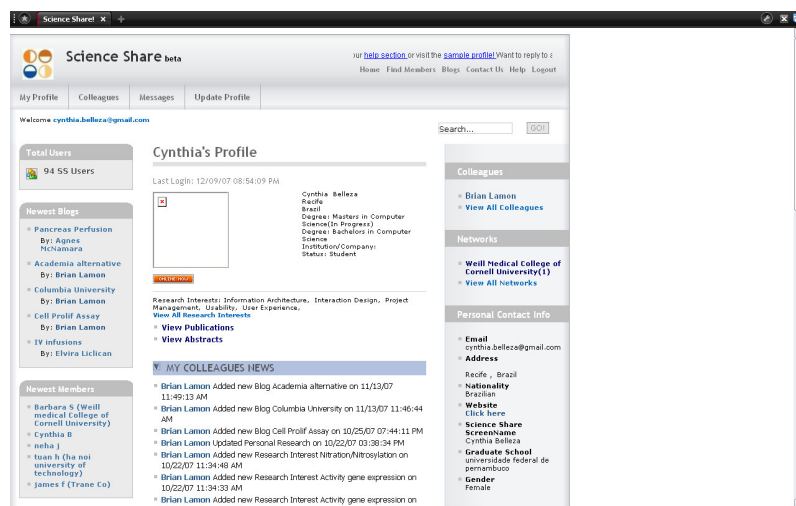 Science Share!
Science Share beta
ur help section or visit the sample profile! Want to reply to
Home Find Members Blogs Contact Us Help Logout
My Profile Colleagues Messages Update Profile
Welcome cynthia.belleza@gmail.com
Search... GO!
Total Users
94 SS Users
Newest Blogs
Pancreas Perfusion
By: Agnes
McNamara
Academia alternative
By: Brian Lamon
Columbia University
By: Brian Lamon
Cell Prolif Assay
By: Brian Lamon
IV infusions
By: Elvira Liclican
Newest Members
Barbara S (Weill
medical College of
Cornell University)
Cynthia B
neha j
tuan h (ha noi
university of
technology)
james f (Trane Co)
Cynthia's Profile
Last Login: 12/09/07 08:54:09 PM
Cynthia Belleza
Recife
Brazil
Degree: Masters in Computer
Science(In Progress)
Degree: Bachelors in Computer
Science
Institution/Company:
Status: Student
ONLINE NOW
Research Interests: Information Architecture, Interaction Design, Project
Management, Usability, User Experience,
View All Research Interests
View Publications
View Abstracts
MY COLLEAGUES NEWS
Brian Lamon Added new Blog Academia alternative on 11/13/07
11:49:13 AM
Brian Lamon Added new Blog Columbia University on 11/13/07 11:46:44
AM
Brian Lamon Added new Blog Cell Prolif Assay on 10/25/07 07:44:11 PM
Brian Lamon Updated Personal Research on 10/22/07 03:38:34 PM
Brian Lamon Added new Research Interest Nitration/Nitrosylation on
10/22/07 11:34:48 AM
Brian Lamon Added new Research Interest Activity gene expression on
10/22/07 11:34:33 AM
Brian Lamon Added new Research Interest Activity gene expression on
Colleagues
Brian Lamon
View All Colleagues
Networks
Weill Medical College of
Cornell University(1)
View All Networks
Personal Contact Info
Email
cynthia.belleza@gmail.com
Address
Recife , Brazil
Nationality
Brazilian
Website
Click here
Science Share
ScreenName
Cynthia Belleza
Graduate School
universidade federal de
pernambuco
Gender
Female